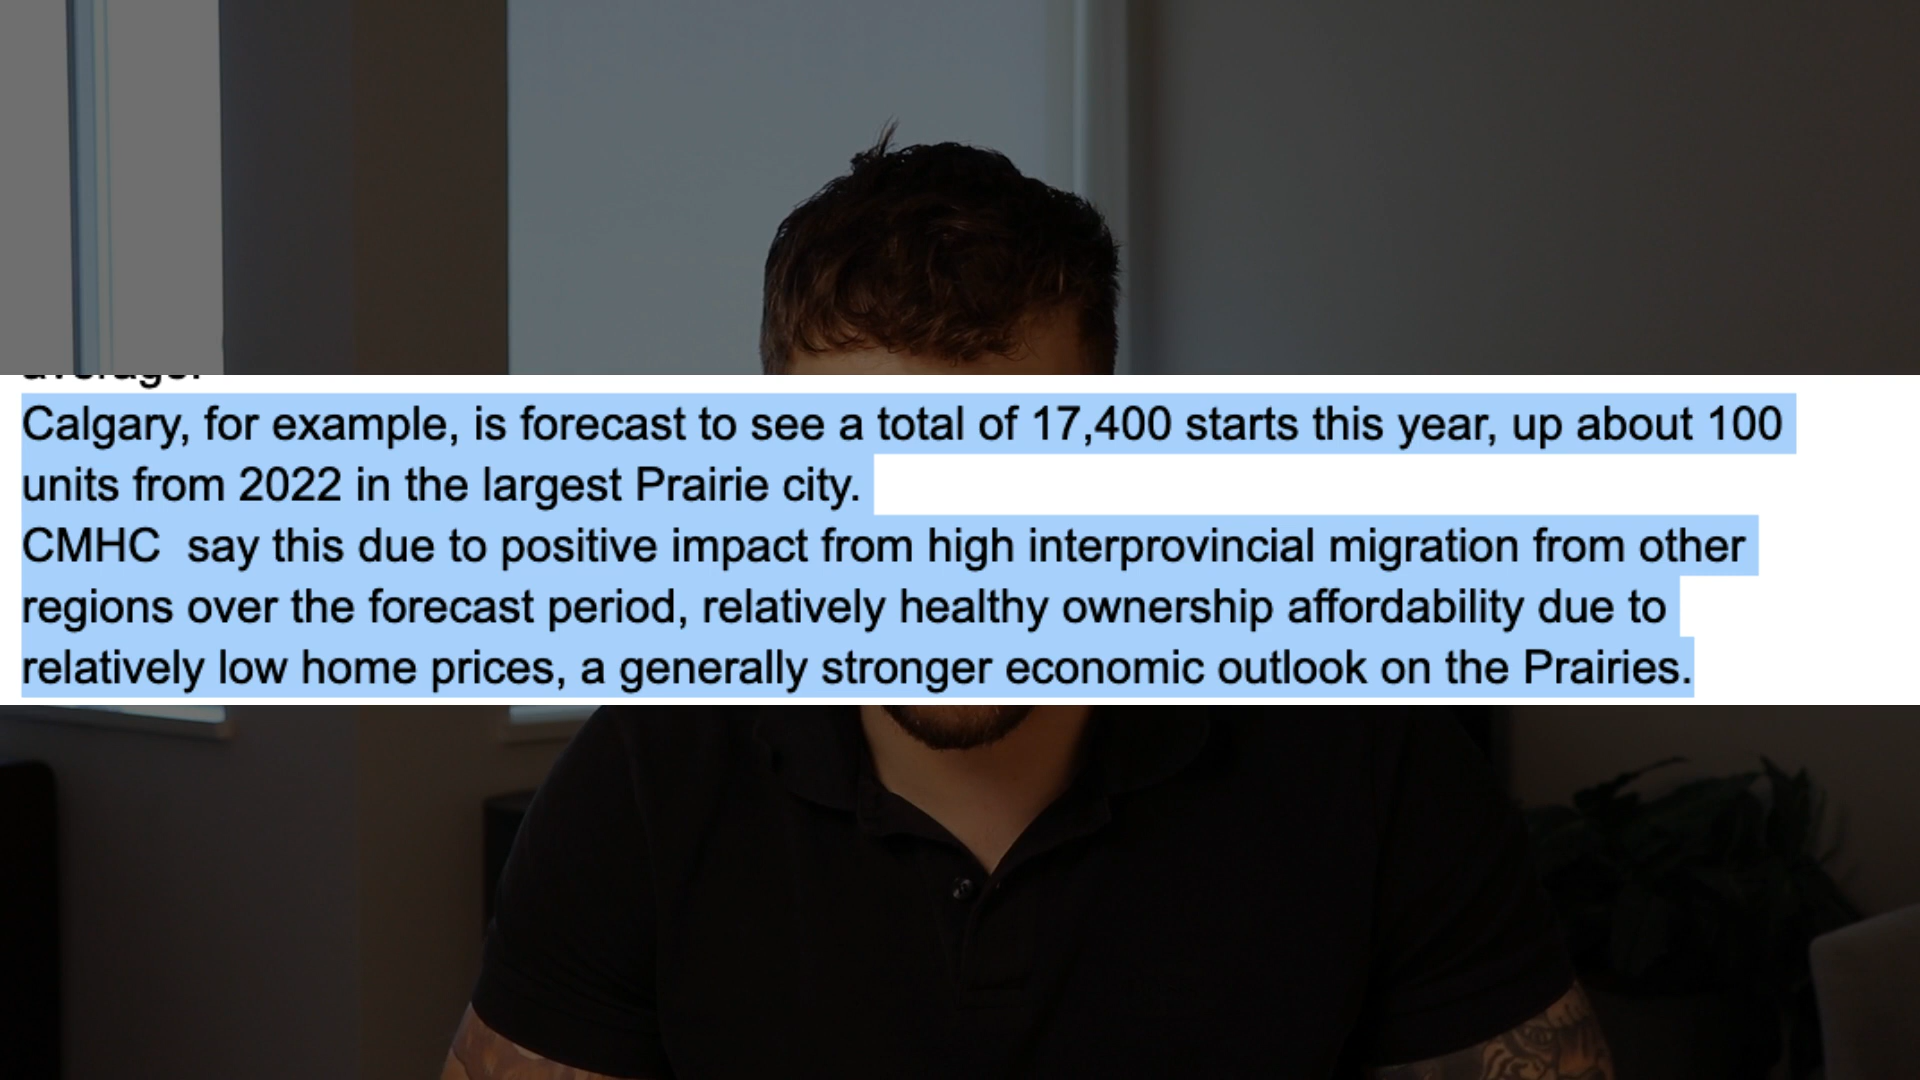 average.
Calgary, for example, is forecast to see a total of 17,400 starts this year, up about 100
units from 2022 in the largest Prairie city.
CMHC  say this due to positive impact from high interprovincial migration from other
regions over the forecast period, relatively healthy ownership affordability due to
relatively low home prices, a generally stronger economic outlook on the Prairies.